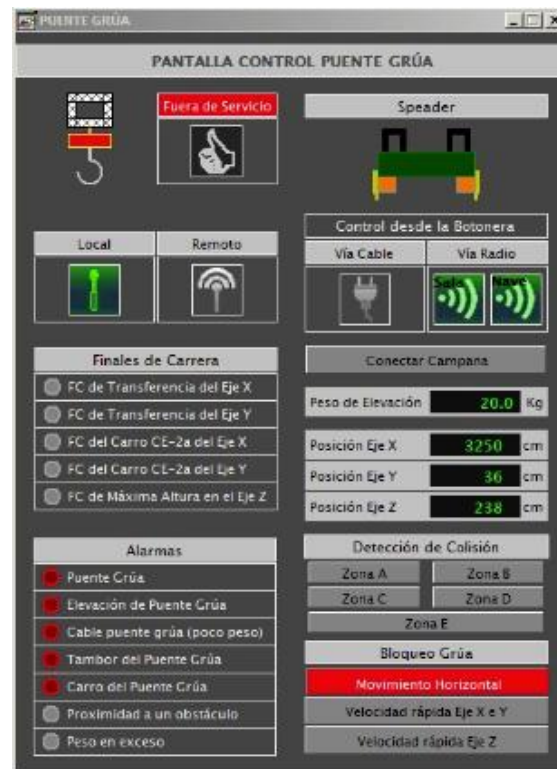 PUENTE GRÚA
PANTALLA CONTROL PUENTE GRÚA
Fuera de Servicio
Speader
Control desde la Botonera
Local
Remoto
Vía Cable
Vía Radio
Sala
Nave
Finales de Carrera
FC de Transferencia del Eje X
FC de Transferencia del Eje Y
FC del Carro CE-2a del Eje X
FC del Carro CE-2a del Eje Y
FC de Máxima Altura en el Eje Z
Conectar Campana
Peso de Elevación 20.0 Kg
Posición Eje X 3250 cm
Posición Eje Y 36 cm
Posición Eje Z 238 cm
Alarmas
Puente Grúa
Elevación de Puente Grúa
Cable puente grúa (poco peso)
Tambor del Puente Grúa
Carro del Puente Grúa
Proximidad a un obstáculo
Peso en exceso
Detección de Colisión
Zona A
Zona B
Zona C
Zona D
Zona E
Bloqueo Grúa
Movimiento Horizontal
Velocidad rápida Eje X e Y
Velocidad rápida Eje Z